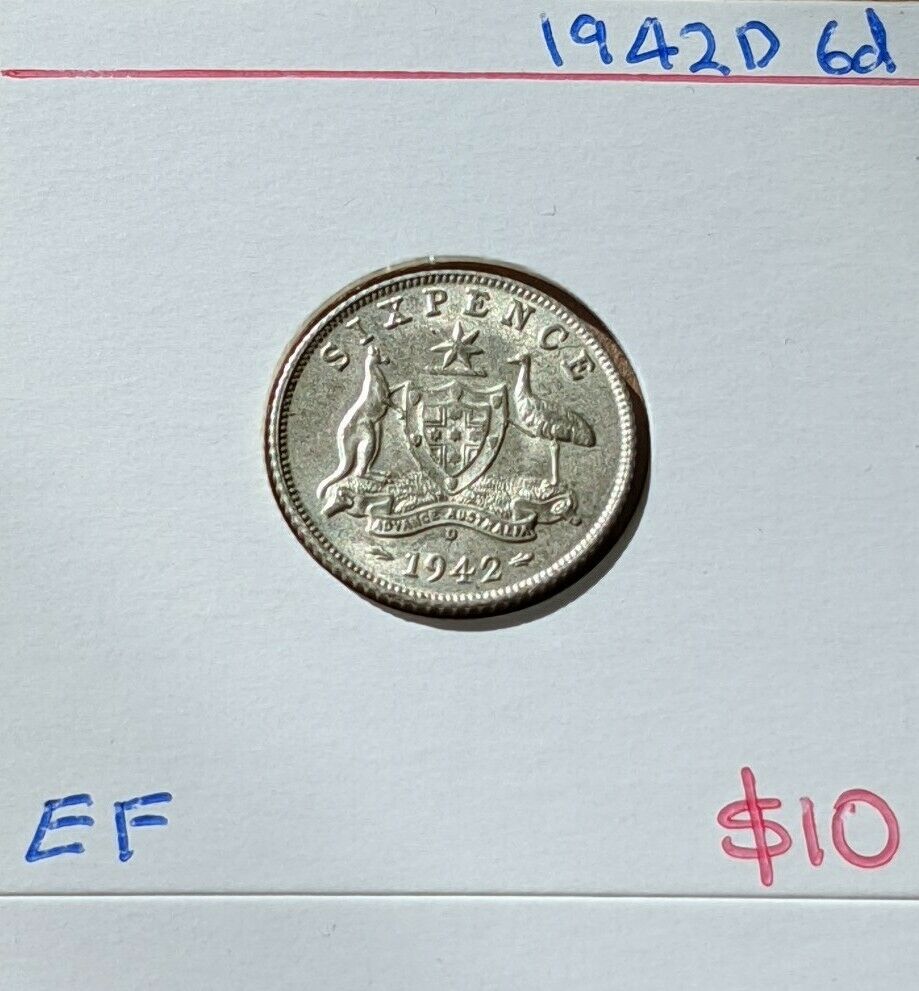 1942D 6d
SIXPENCE
ADVANCE AUSTRALIA
D
1942
EF
$10